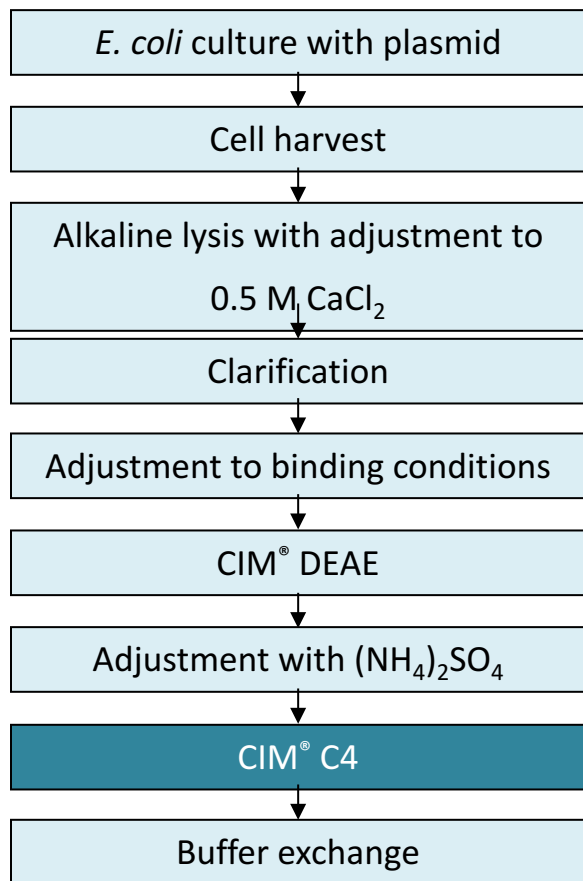 E. coli culture with plasmid
Cell harvest
Alkaline lysis with adjustment to
0.5 M CaCl₂
Clarification
Adjustment to binding conditions
CIM® DEAE
Adjustment with (NH₄)₂SO₄
CIM® C4
Buffer exchange